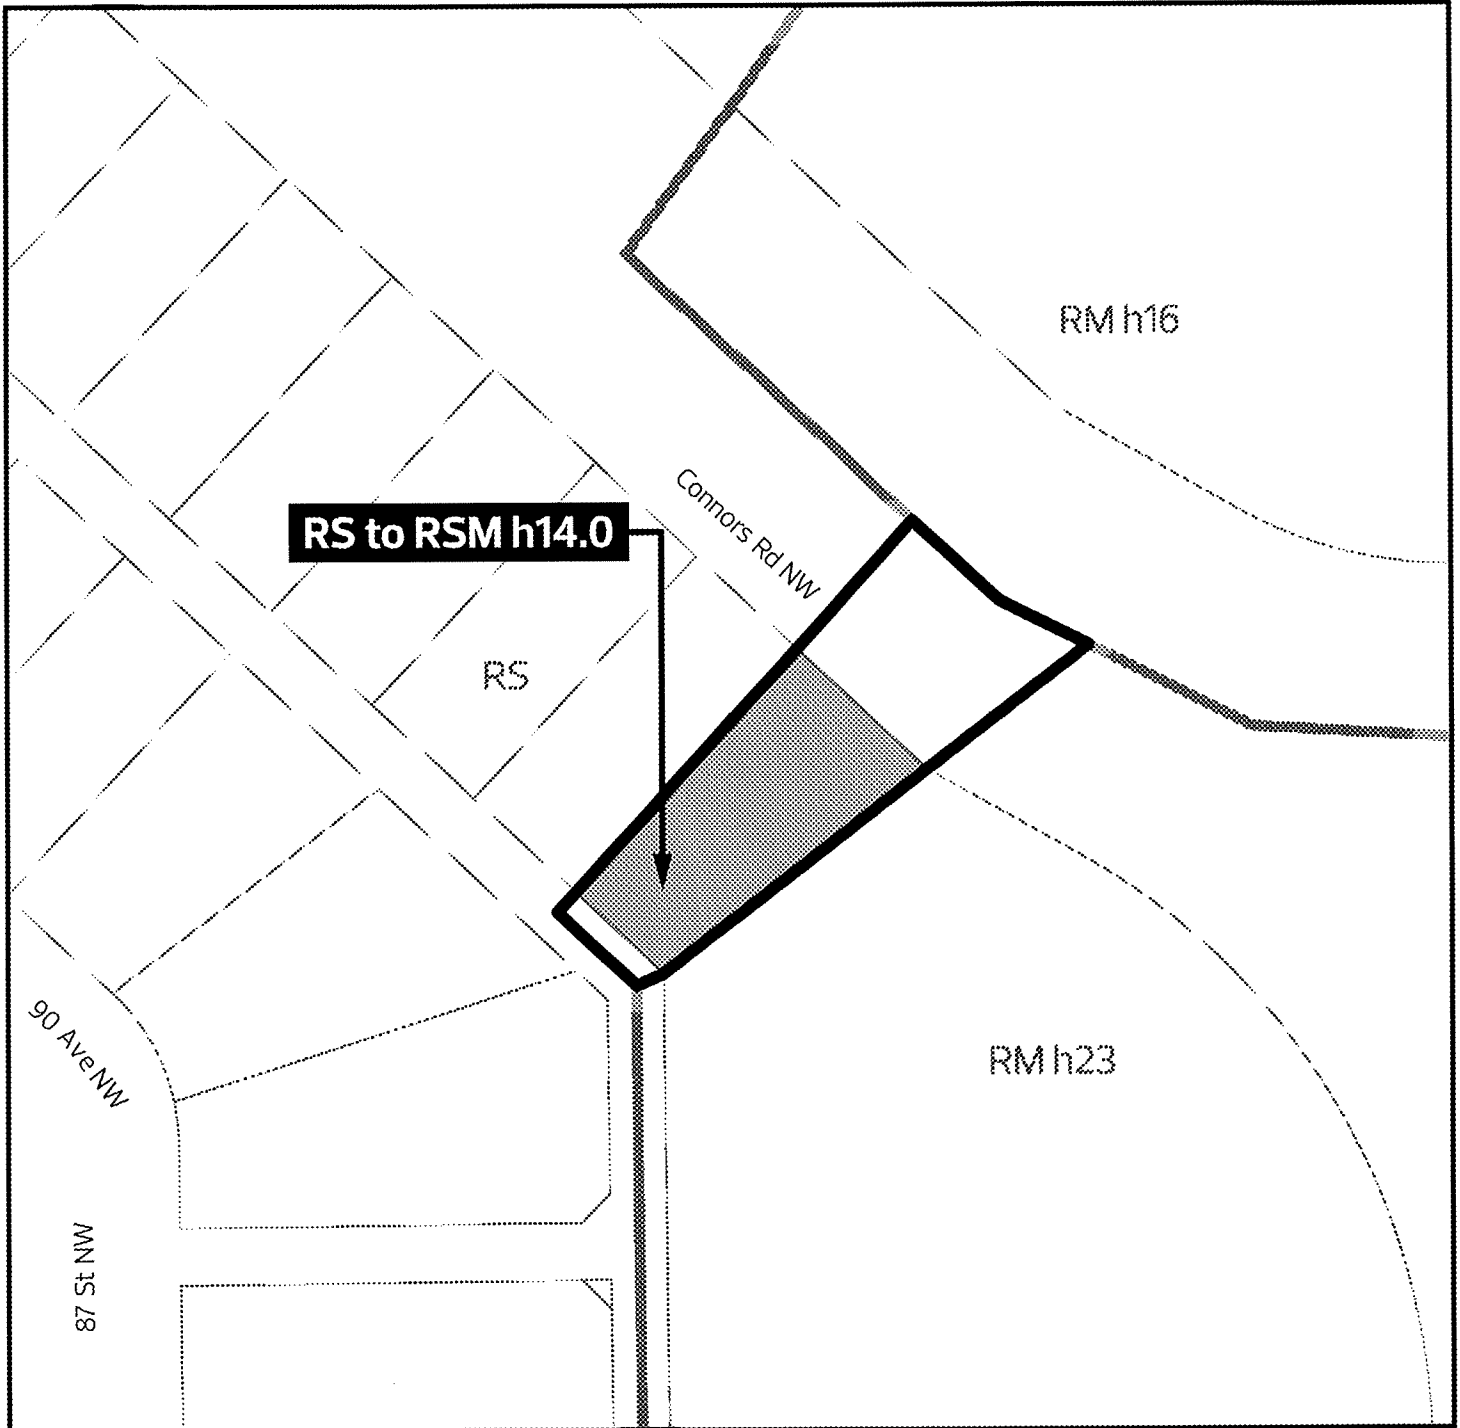 RM h16
Connors Rd NW
RS to RSM h14.0
RS
90 Ave NW
RM h23
87 St NW